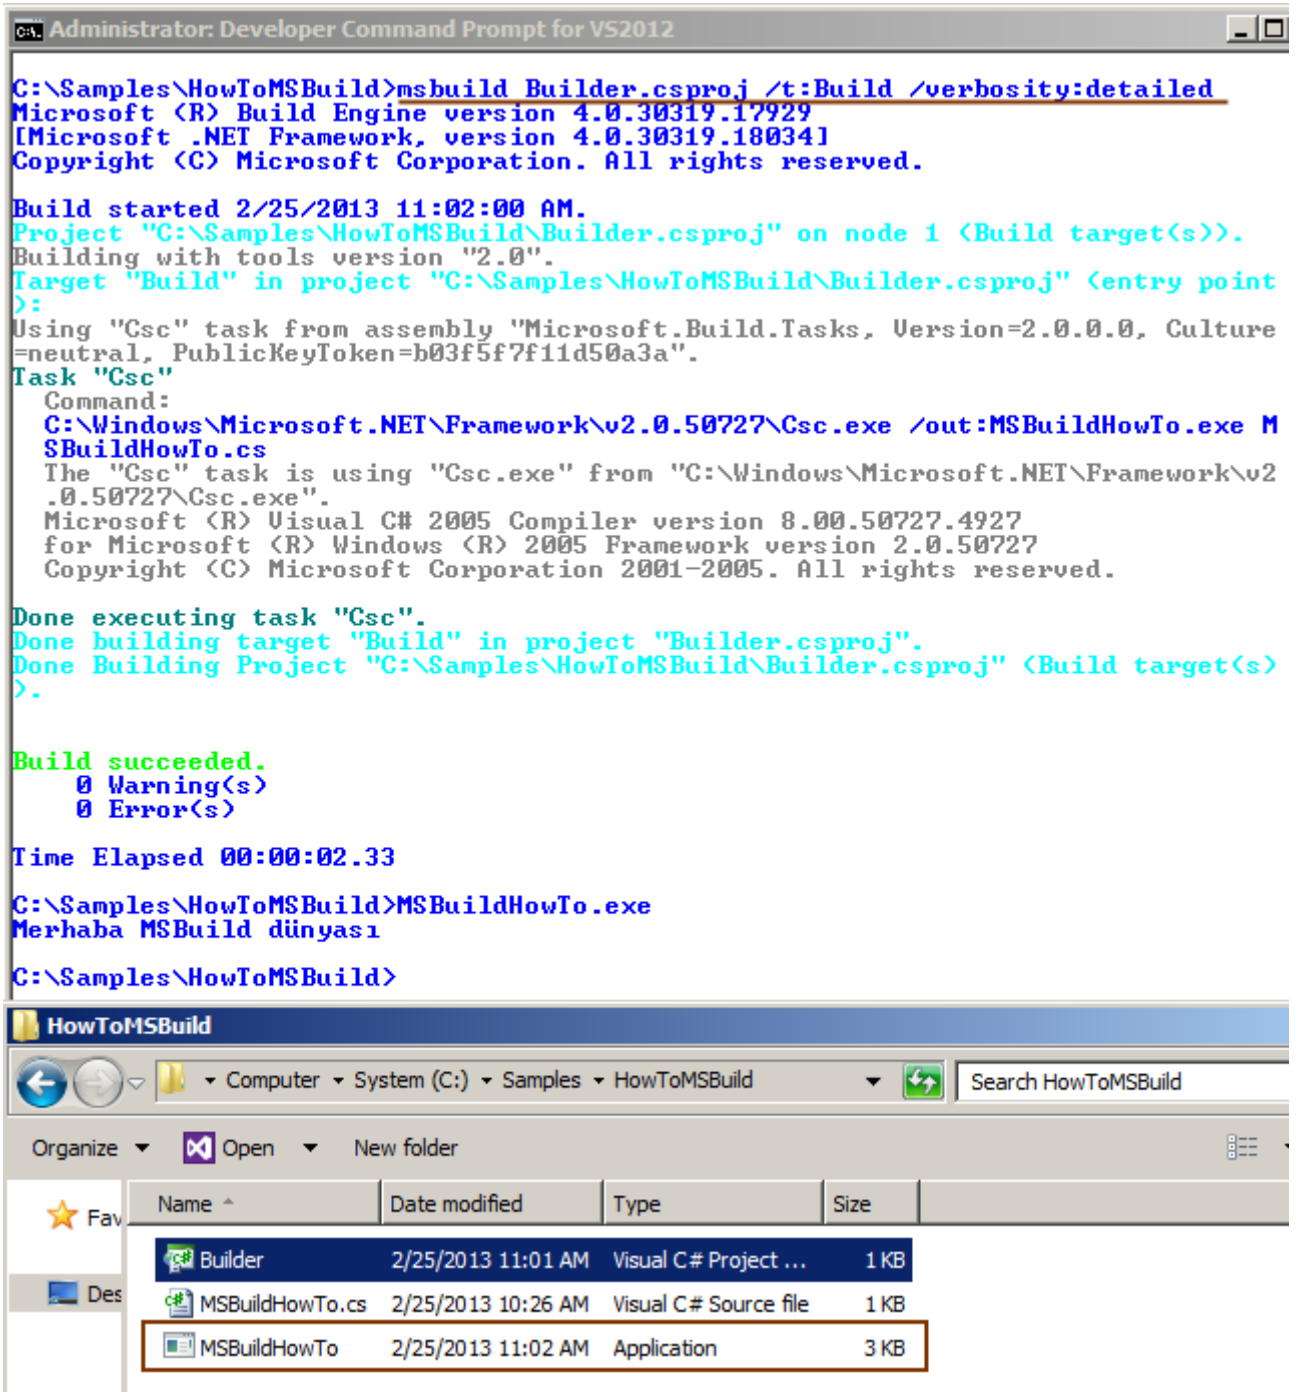 Administrator: Developer Command Prompt for VS2012
C:\Samples\HowToMSBuild>msbuild Builder.csproj /t:Build /verbosity:detailed
Microsoft (R) Build Engine version 4.0.30319.17929
[Microsoft .NET Framework, version 4.0.30319.18034]
Copyright (C) Microsoft Corporation. All rights reserved.
Build started 2/25/2013 11:02:00 AM.
Project "C:\Samples\HowToMSBuild\Builder.csproj" on node 1 (Build target(s)).
Building with tools version "2.0".
Target "Build" in project "C:\Samples\HowToMSBuild\Builder.csproj" (entry point
):
Using "Csc" task from assembly "Microsoft.Build.Tasks, Version=2.0.0.0, Culture
=neutral, PublicKeyToken=b03f5f7f11d50a3a".
Task "Csc"
Command:
C:\Windows\Microsoft.NET\Framework\v2.0.50727\Csc.exe /out:MSBuildHowTo.exe M
SBuildHowTo.cs
The "Csc" task is using "Csc.exe" from "C:\Windows\Microsoft.NET\Framework\v2
.0.50727\Csc.exe".
Microsoft (R) Visual C# 2005 Compiler version 8.00.50727.4927
for Microsoft (R) Windows (R) 2005 Framework version 2.0.50727
Copyright (C) Microsoft Corporation 2001-2005. All rights reserved.
Done executing task "Csc".
Done building target "Build" in project "Builder.csproj".
Done Building Project "C:\Samples\HowToMSBuild\Builder.csproj" (Build target(s)
).
Build succeeded.
0 Warning(s)
0 Error(s)
Time Elapsed 00:00:02.33
C:\Samples\HowToMSBuild>MSBuildHowTo.exe
Merhaba MSBuild dünyası
C:\Samples\HowToMSBuild>
HowToMSBuild
Computer System (C:) Samples HowToMSBuild Search HowToMSBuild
Organize Open New folder
Fav Name Date modified Type Size
Builder 2/25/2013 11:01 AM Visual C# Project ... 1 KB
Des MSBuildHowTo.cs 2/25/2013 10:26 AM Visual C# Source file 1 KB
MSBuildHowTo 2/25/2013 11:02 AM Application 3 KB